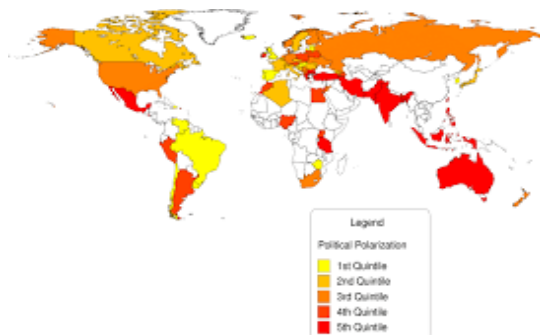 Legend
Political Polarization
1st Quintile
2nd Quintile
3rd Quintile
4th Quintile
5th Quintile